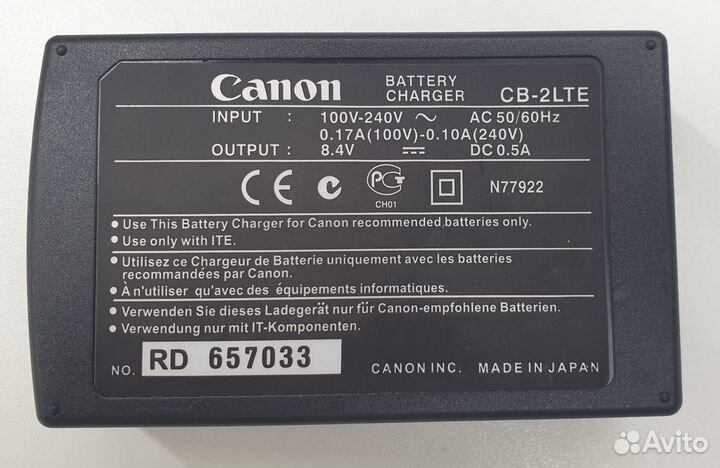 Canon BATTERY CHARGER CB-2LTE
INPUT : 100V-240V ~ AC 50/60Hz
0.17A(100V)-0.10A(240V)
OUTPUT : 8.4V ⎓ DC 0.5A
CE C PG CH01 N77922
• Use This Battery Charger for Canon recommended batteries only.
• Use only with ITE.
• Utilisez ce Chargeur de Batterie uniquement avec les batteries
recommandées par Canon.
• À n'utiliser qu'avec des équipements informatiques.
• Verwenden Sie dieses Ladegerät nur für Canon-empfohlene Batterien.
• Verwendung nur mit IT-Komponenten.
NO. RD 657033 CANON INC. MADE IN JAPAN
Avito